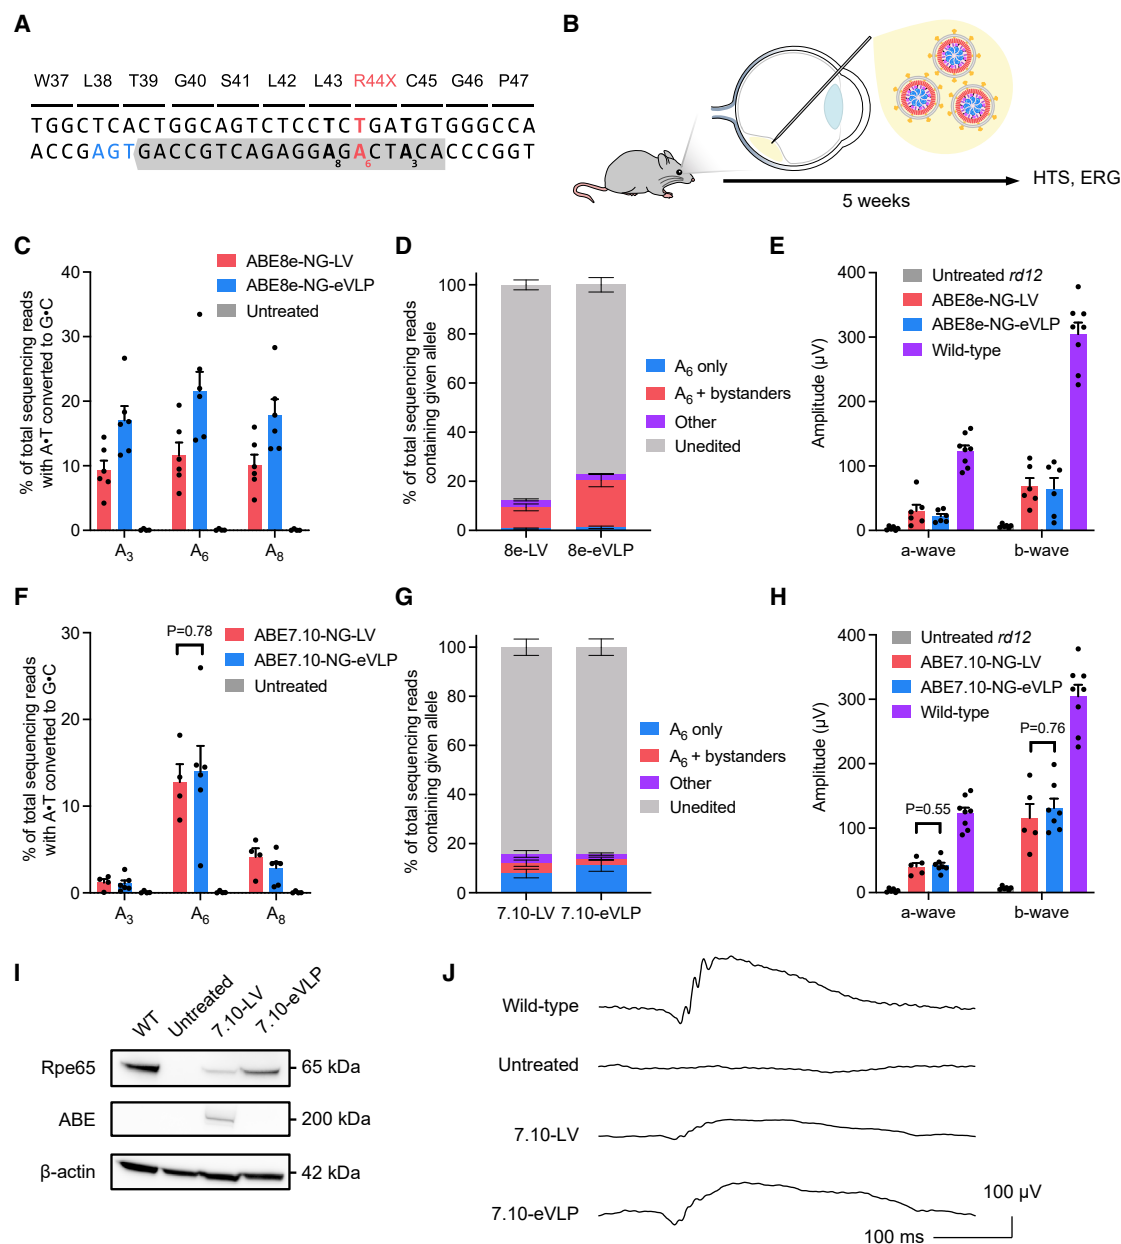 A
W37 L38 T39 G40 S41 L42 L43 R44X C45 G46 P47
TGGCTCACTGGCAGTCTCCTCTGATGTGGGCCA
ACCGAGTGACCGTCAGAGGAGACTACACCCGGT
8 6 3
B
5 weeks
HTS, ERG
C
% of total sequencing reads
with A•T converted to G•C
40
30
20
10
0
ABE8e-NG-LV
ABE8e-NG-eVLP
Untreated
A3 A6 A8
D
% of total sequencing reads
containing given allele
100
80
60
40
20
0
A6 only
A6 + bystanders
Other
Unedited
8e-LV 8e-eVLP
E
Amplitude (µV)
400
300
200
100
0
Untreated rd12
ABE8e-NG-LV
ABE8e-NG-eVLP
Wild-type
a-wave b-wave
F
% of total sequencing reads
with A•T converted to G•C
30
20
10
0
P=0.78
ABE7.10-NG-LV
ABE7.10-NG-eVLP
Untreated
A3 A6 A8
G
% of total sequencing reads
containing given allele
100
80
60
40
20
0
A6 only
A6 + bystanders
Other
Unedited
7.10-LV 7.10-eVLP
H
Amplitude (µV)
400
300
200
100
0
Untreated rd12
ABE7.10-NG-LV
ABE7.10-NG-eVLP
Wild-type
P=0.76
P=0.55
a-wave b-wave
I
WT Untreated 7.10-LV 7.10-eVLP
Rpe65 65 kDa
ABE 200 kDa
β-actin 42 kDa
J
Wild-type
Untreated
7.10-LV
7.10-eVLP
100 µV
100 ms